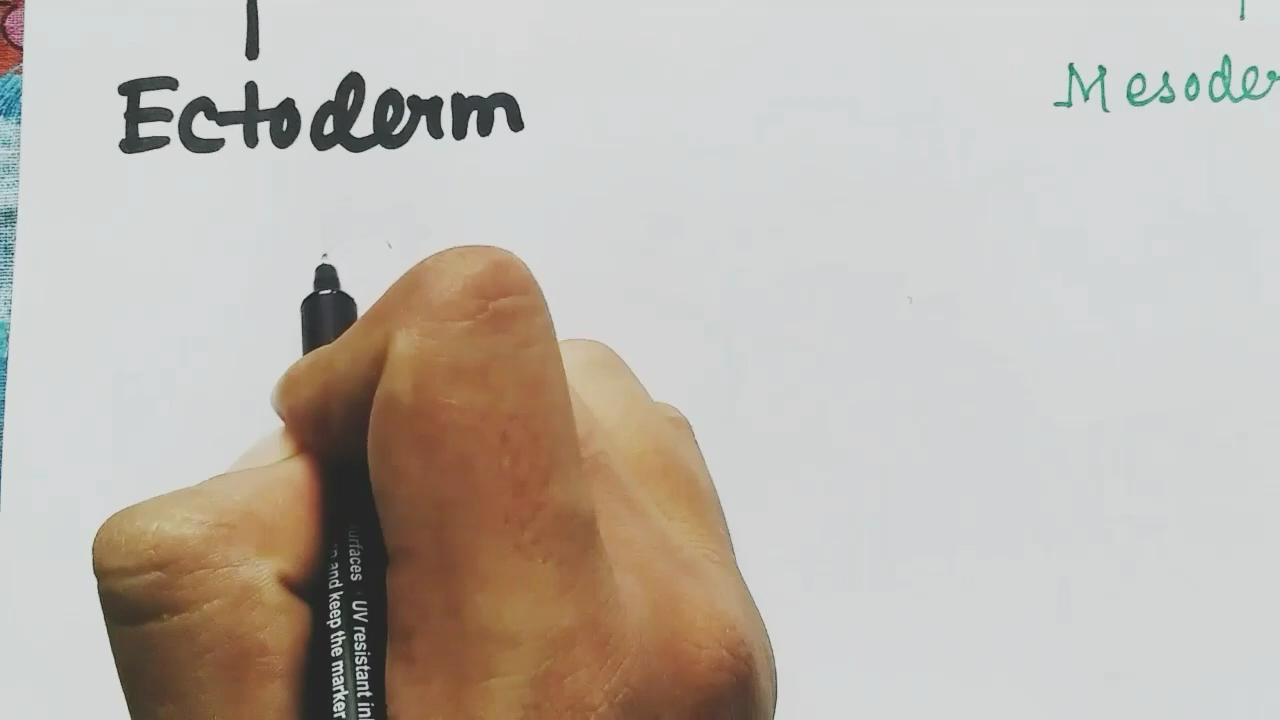 Ectoderm
Mesoder
urfaces · UV resistant in
and keep the marker